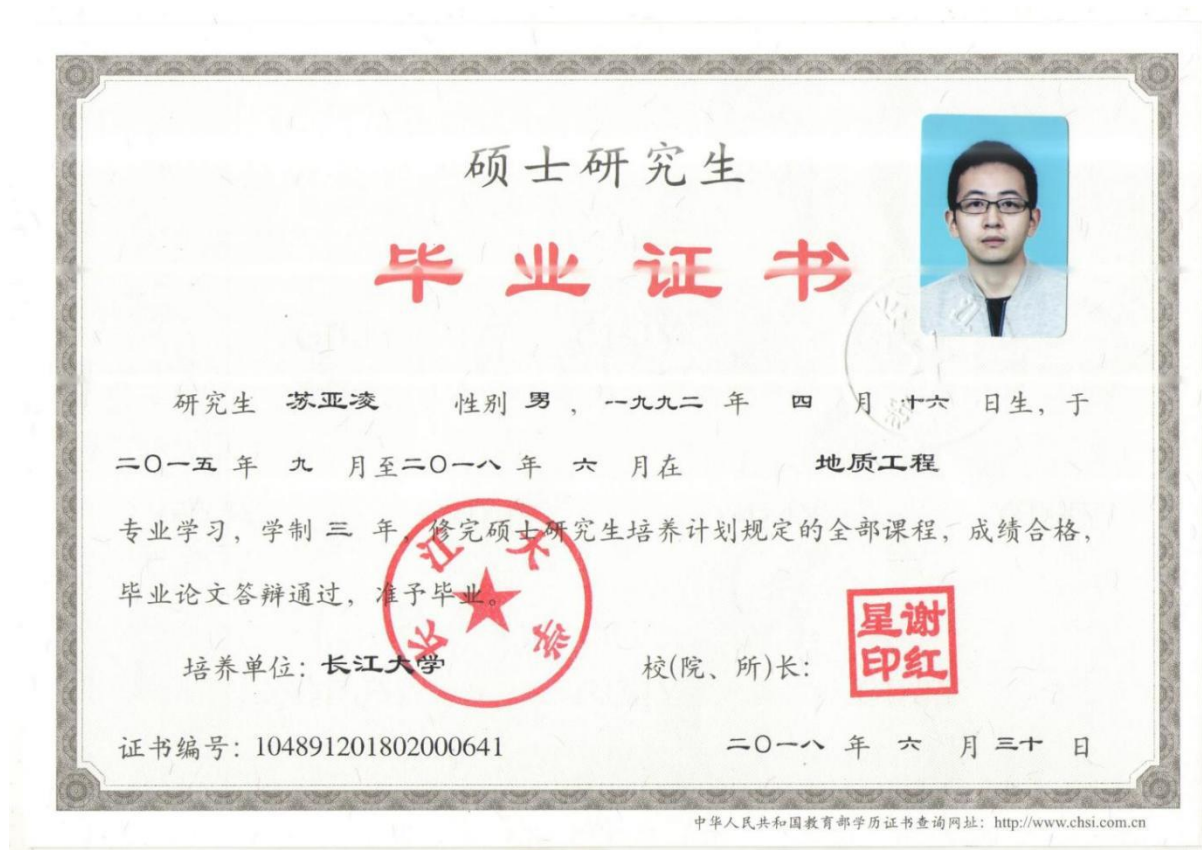 硕士研究生
毕业证书
研究生 苏亚凌 性别 男，一九九二 年 四 月 十六 日生，于
二〇一五 年 九 月至二〇一八 年 六 月在 地质工程
专业学习，学制 三 年，修完硕士研究生培养计划规定的全部课程，成绩合格，
毕业论文答辩通过，准予毕业。
长江大学
培养单位：长江大学 校(院、所)长：
谢红星印
证书编号：104891201802000641 二〇一八 年 六 月 三十 日
中华人民共和国教育部学历证书查询网址：http://www.chsi.com.cn